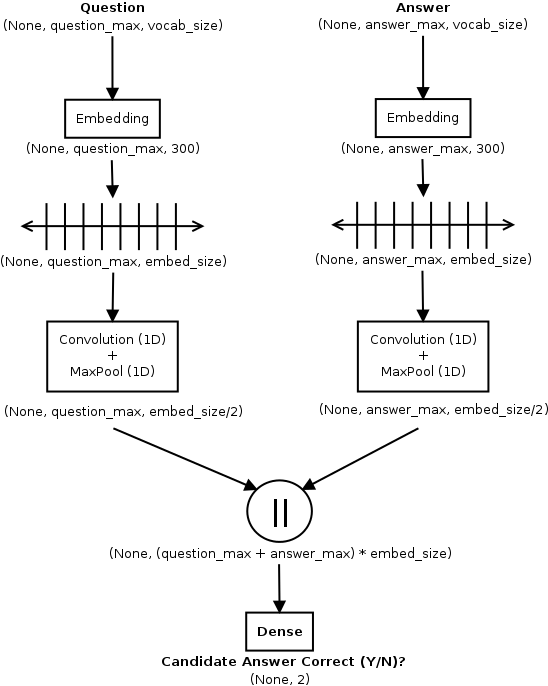 Question
(None, question_max, vocab_size)
Answer
(None, answer_max, vocab_size)
Embedding
(None, question_max, 300)
Embedding
(None, answer_max, 300)
(None, question_max, embed_size)
(None, answer_max, embed_size)
Convolution (1D)
+
MaxPool (1D)
Convolution (1D)
+
MaxPool (1D)
(None, question_max, embed_size/2)
(None, answer_max, embed_size/2)
||
(None, (question_max + answer_max) * embed_size)
Dense
Candidate Answer Correct (Y/N)?
(None, 2)